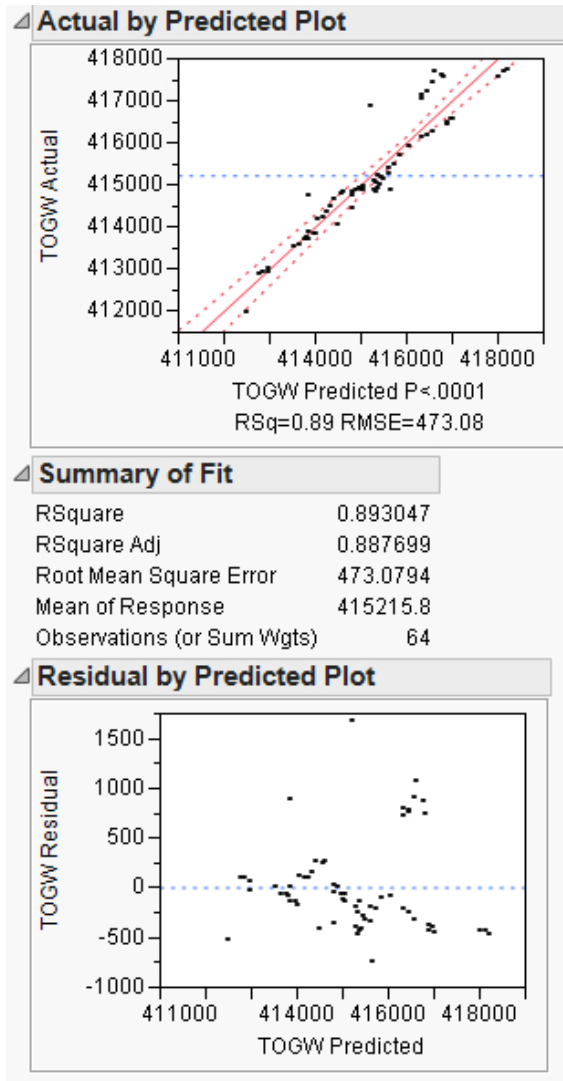 Actual by Predicted Plot
418000
417000
416000
415000
414000
413000
412000
TOGW Actual
411000 414000 416000 418000
TOGW Predicted P<.0001
RSq=0.89 RMSE=473.08
Summary of Fit
RSquare 0.893047
RSquare Adj 0.887699
Root Mean Square Error 473.0794
Mean of Response 415215.8
Observations (or Sum Wgts) 64
Residual by Predicted Plot
1500
1000
500
0
-500
-1000
TOGW Residual
411000 414000 416000 418000
TOGW Predicted